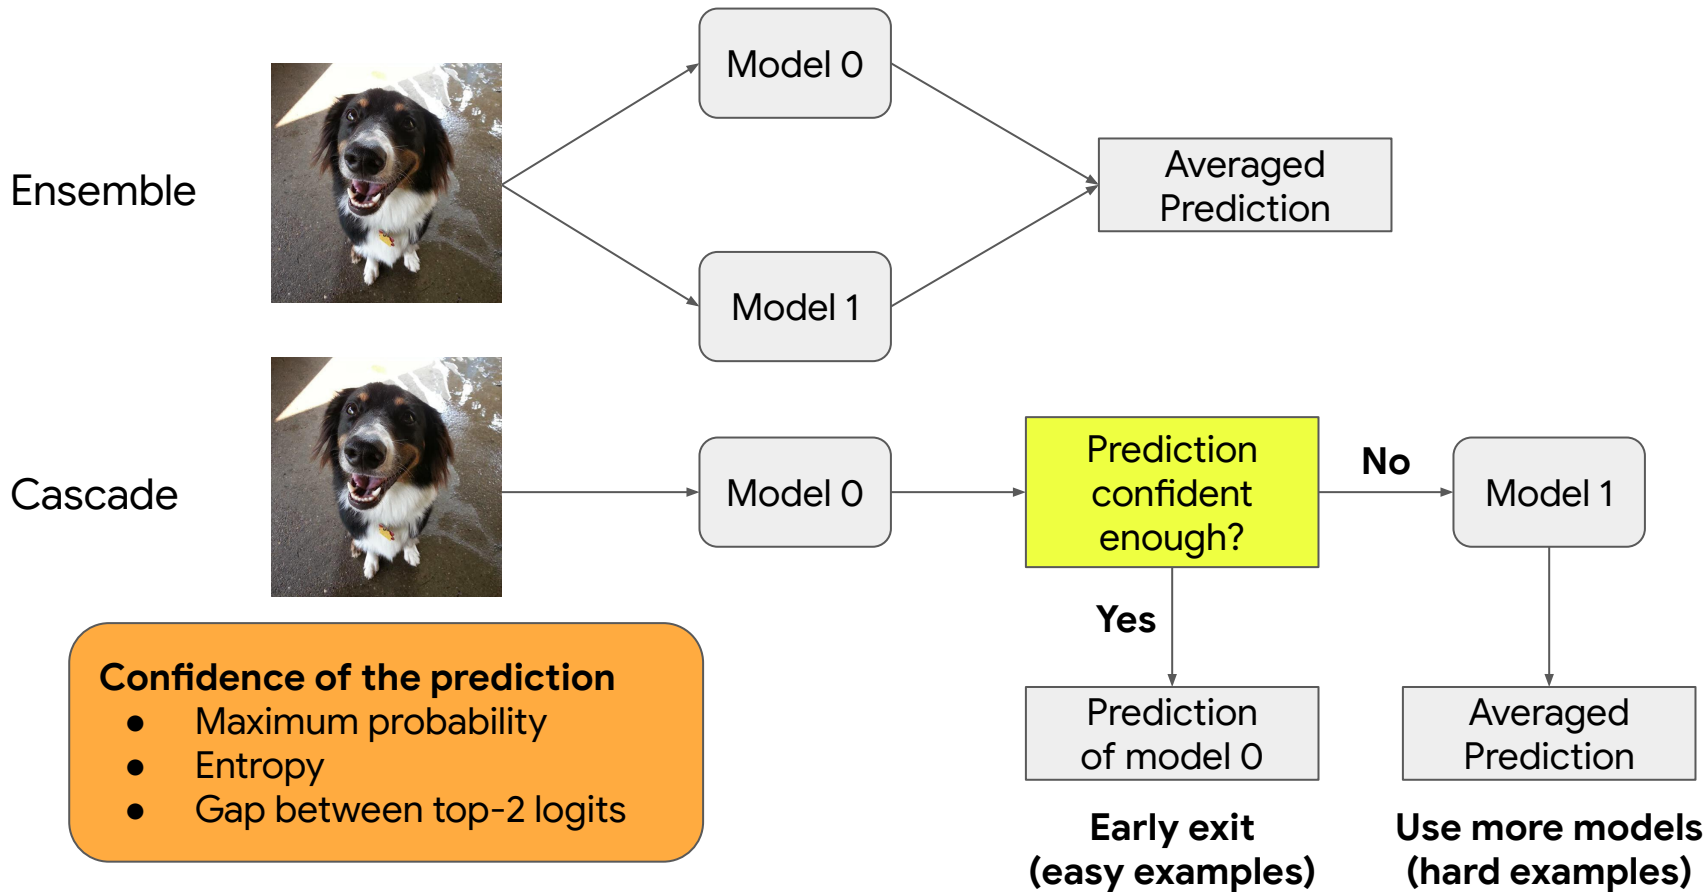 Ensemble
Model 0
Model 1
Averaged
Prediction
Cascade
Model 0
Prediction
confident
enough?
No
Model 1
Yes
Prediction
of model 0
Averaged
Prediction
Early exit
(easy examples)
Use more models
(hard examples)
Confidence of the prediction
● Maximum probability
● Entropy
● Gap between top-2 logits